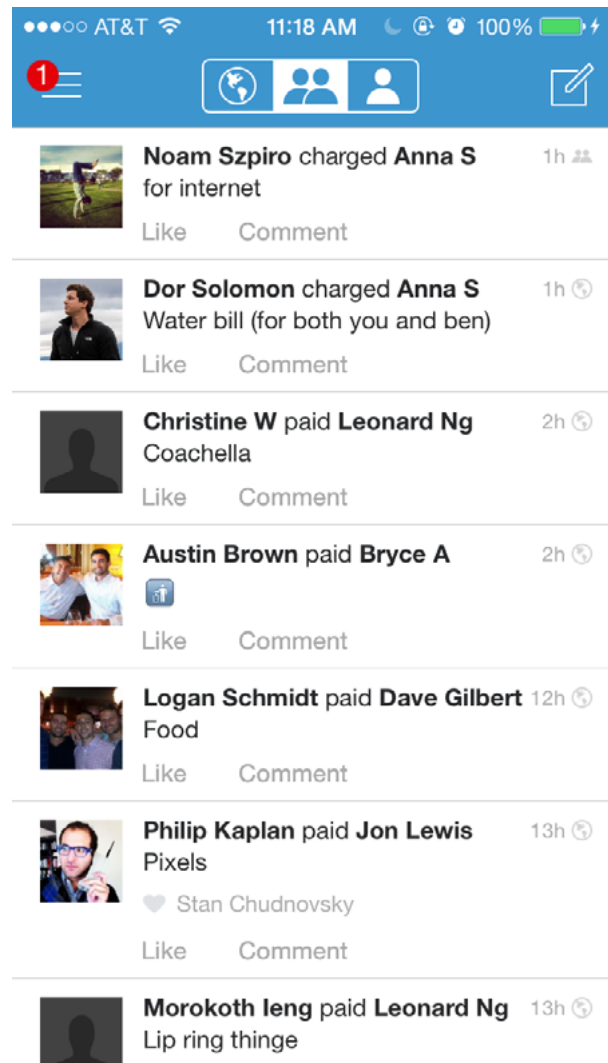 AT&T 11:18 AM 100%
1
Noam Szpiro charged Anna S 1h
for internet
Like Comment
Dor Solomon charged Anna S 1h
Water bill (for both you and ben)
Like Comment
Christine W paid Leonard Ng 2h
Coachella
Like Comment
Austin Brown paid Bryce A 2h
Like Comment
Logan Schmidt paid Dave Gilbert 12h
Food
Like Comment
Philip Kaplan paid Jon Lewis 13h
Pixels
Stan Chudnovsky
Like Comment
Morokoth Ieng paid Leonard Ng 13h
Lip ring thinge